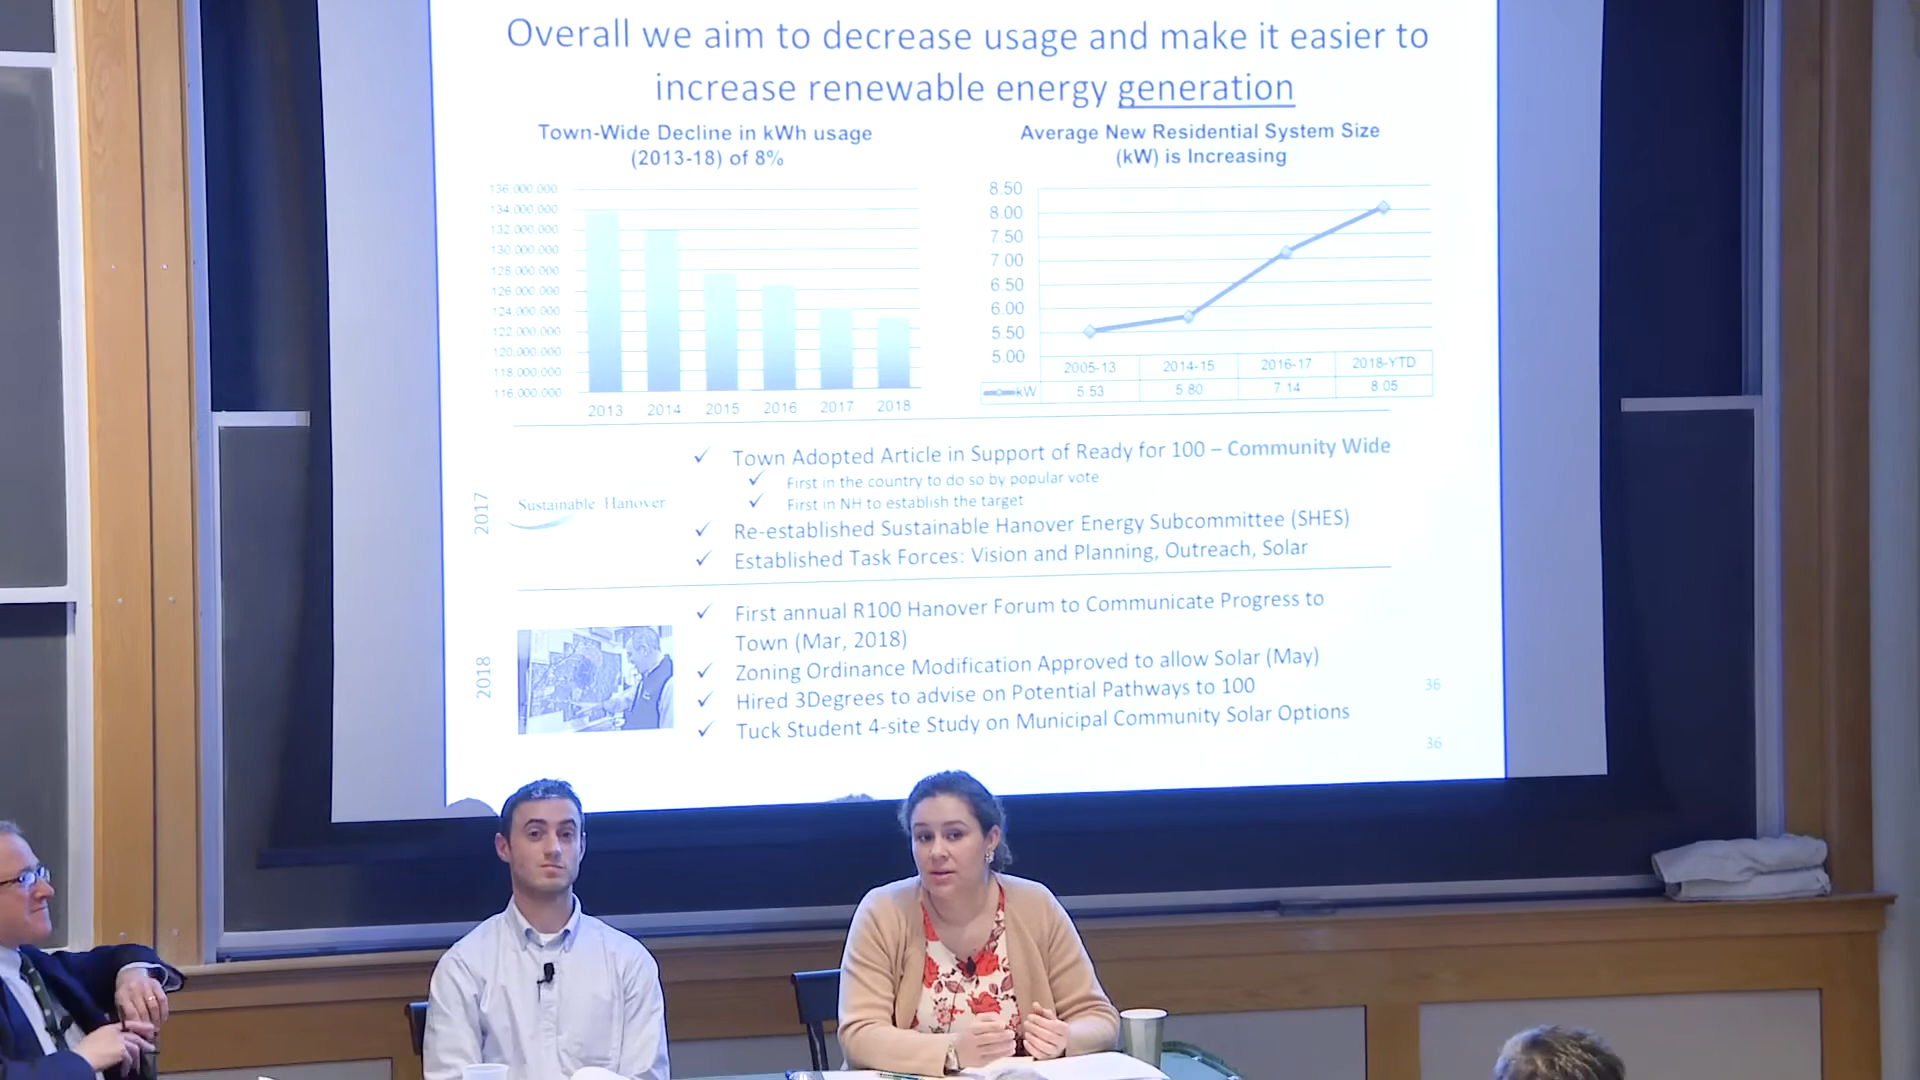 Overall we aim to decrease usage and make it easier to
increase renewable energy generation
Town-Wide Decline in kWh usage
(2013-18) of 8%
136,000,000
134,000,000
132,000,000
130,000,000
128,000,000
126,000,000
124,000,000
122,000,000
120,000,000
118,000,000
116,000,000
2013 2014 2015 2016 2017 2018
Average New Residential System Size
(kW) is Increasing
8.50
8.00
7.50
7.00
6.50
6.00
5.50
5.00
2005-13 2014-15 2016-17 2018-YTD
kW 5.53 5.80 7.14 8.05
2017
Sustainable Hanover
✓ Town Adopted Article in Support of Ready for 100 – Community Wide
✓ First in the country to do so by popular vote
✓ First in NH to establish the target
✓ Re-established Sustainable Hanover Energy Subcommittee (SHES)
✓ Established Task Forces: Vision and Planning, Outreach, Solar
2018
✓ First annual R100 Hanover Forum to Communicate Progress to
Town (Mar, 2018)
✓ Zoning Ordinance Modification Approved to allow Solar (May)
✓ Hired 3Degrees to advise on Potential Pathways to 100
✓ Tuck Student 4-site Study on Municipal Community Solar Options
36
36